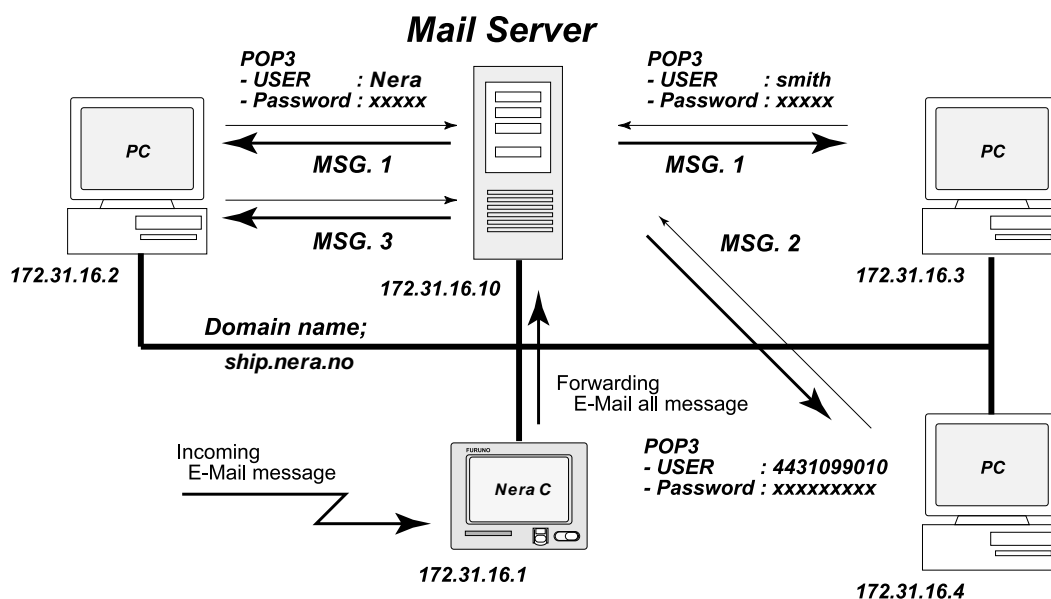 Mail Server
POP3
- USER : Nera
- Password : xxxxx
POP3
- USER : smith
- Password : xxxxx
PC
MSG. 1
MSG. 1
PC
MSG. 3
MSG. 2
172.31.16.2
172.31.16.10
172.31.16.3
Domain name;
ship.nera.no
Forwarding
E-Mail all message
Incoming
E-Mail message
FURUNO
Nera C
POP3
- USER : 4431099010
- Password : xxxxxxxxx
PC
172.31.16.1
172.31.16.4